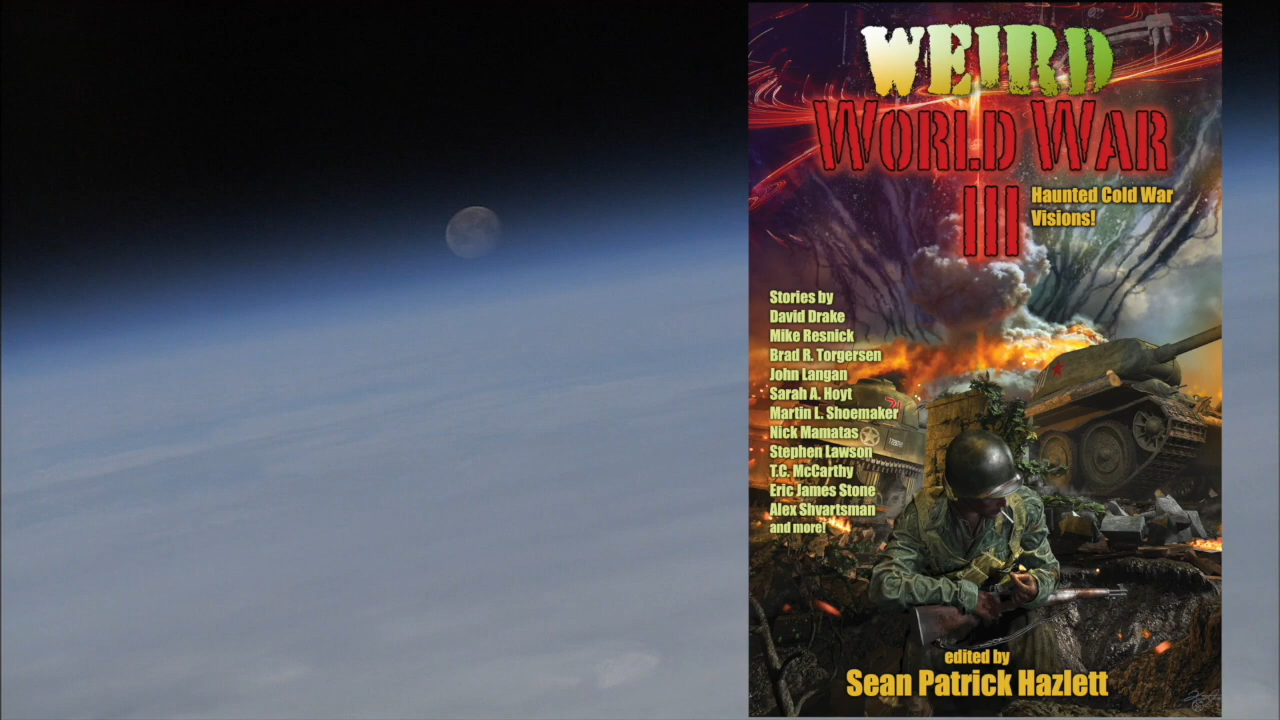 WEIRD
WORLD WAR
III
Haunted Cold War
Visions!
Stories by
David Drake
Mike Resnick
Brad R. Torgersen
John Langan
Sarah A. Hoyt
Martin L. Shoemaker
Nick Mamatas
Stephen Lawson
T.C. McCarthy
Eric James Stone
Alex Shvartsman
and more!
edited by
Sean Patrick Hazlett